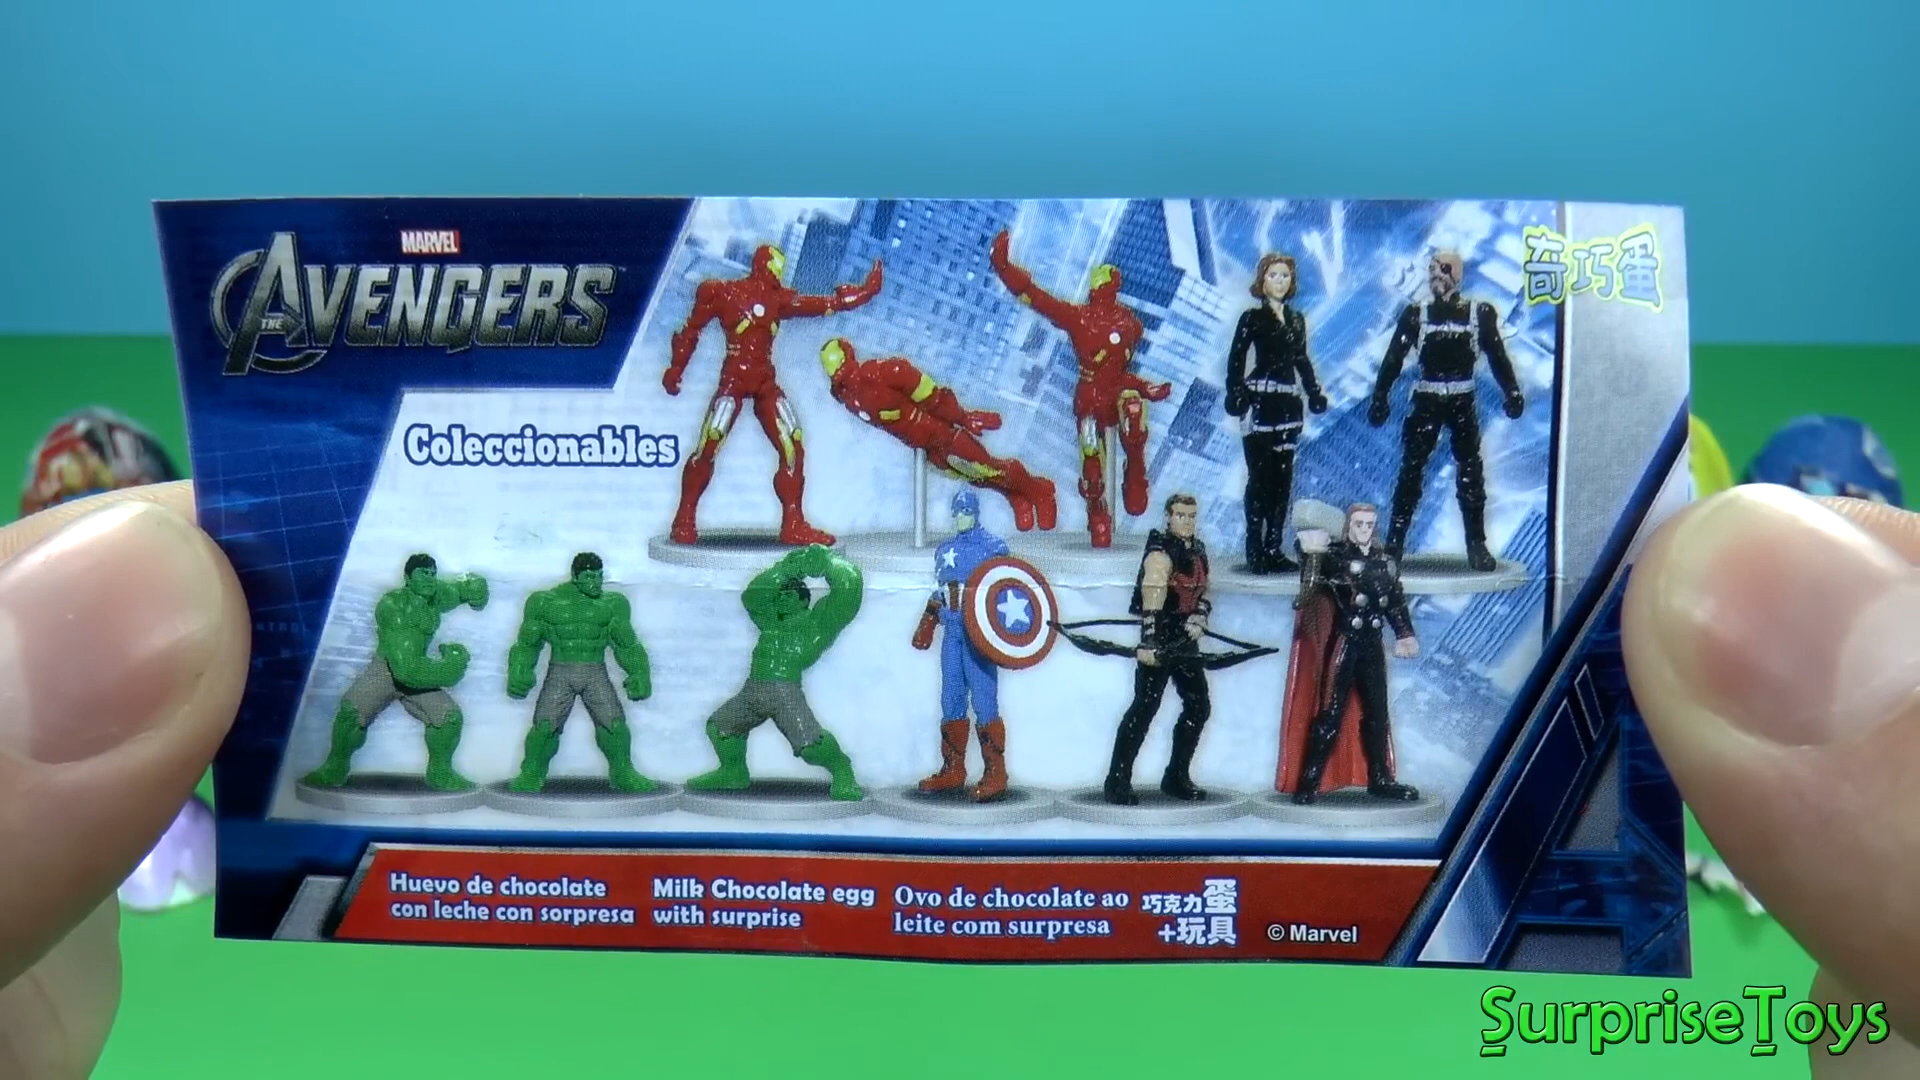 MARVEL
THE AVENGERS
奇巧蛋
Coleccionables
Huevo de chocolate
con leche con sorpresa
Milk Chocolate egg
with surprise
Ovo de chocolate ao
leite com surpresa
巧克力蛋
+玩具
© Marvel
SurpriseToys